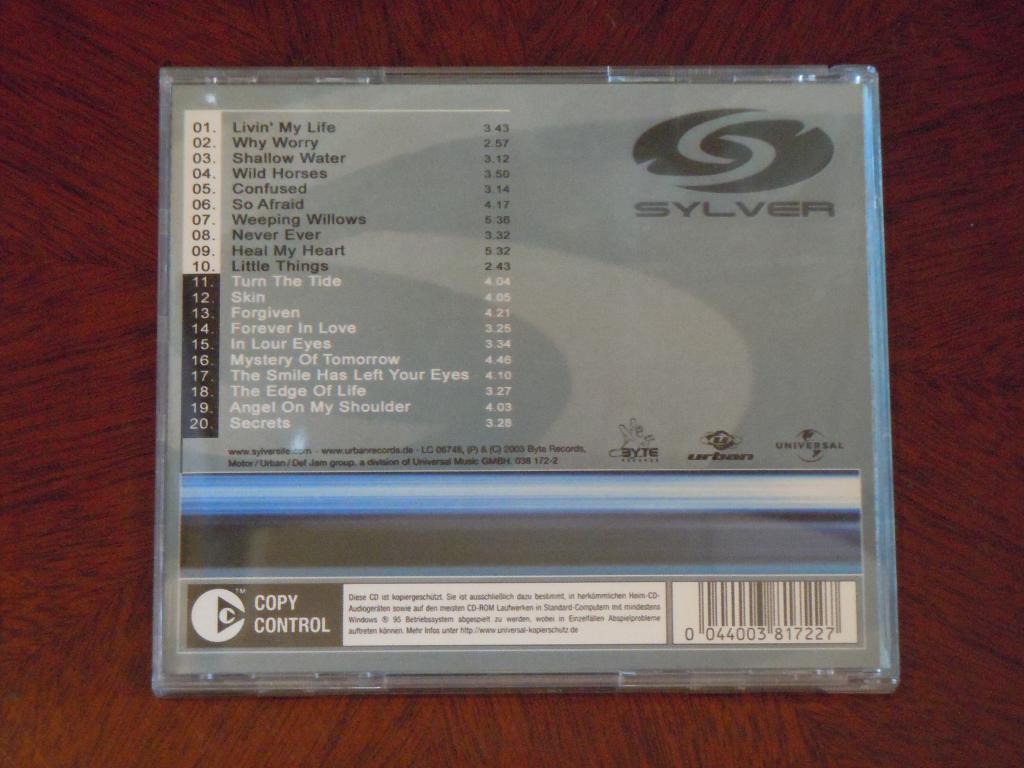 01. Livin' My Life 3.43
02. Why Worry 2.57
03. Shallow Water 3.12
04. Wild Horses 3.50
05. Confused 3.14
06. So Afraid 4.17
07. Weeping Willows 5.36
08. Never Ever 3.32
09. Heal My Heart 5.32
10. Little Things 2.43
11. Turn The Tide 4.04
12. Skin 4.05
13. Forgiven 4.21
14. Forever In Love 3.25
15. In Lour Eyes 3.34
16. Mystery Of Tomorrow 4.46
17. The Smile Has Left Your Eyes 4.10
18. The Edge Of Life 3.27
19. Angel On My Shoulder 4.03
20. Secrets 3.28
SYLVER
www.sylversite.com - www.urbanrecords.de - LC 06748, (P) & (C) 2003 Byte Records,
Motor / Urban / Def Jam group, a division of Universal Music GMBH. 038 172-2
BYTE
RECORDS
urban
UNIVERSAL
COPY
CONTROL
TM
Diese CD ist kopiergeschützt. Sie ist ausschließlich dazu bestimmt, in herkömmlichen Heim-CD-
Audiogeräten sowie auf den meisten CD-ROM Laufwerken in Standard-Computern mit mindestens
Windows ® 95 Betriebssystem abgespielt zu werden, wobei in Einzelfällen Abspielprobleme
auftreten können. Mehr Infos unter http://www.universal-kopierschutz.de
0 044003 817227